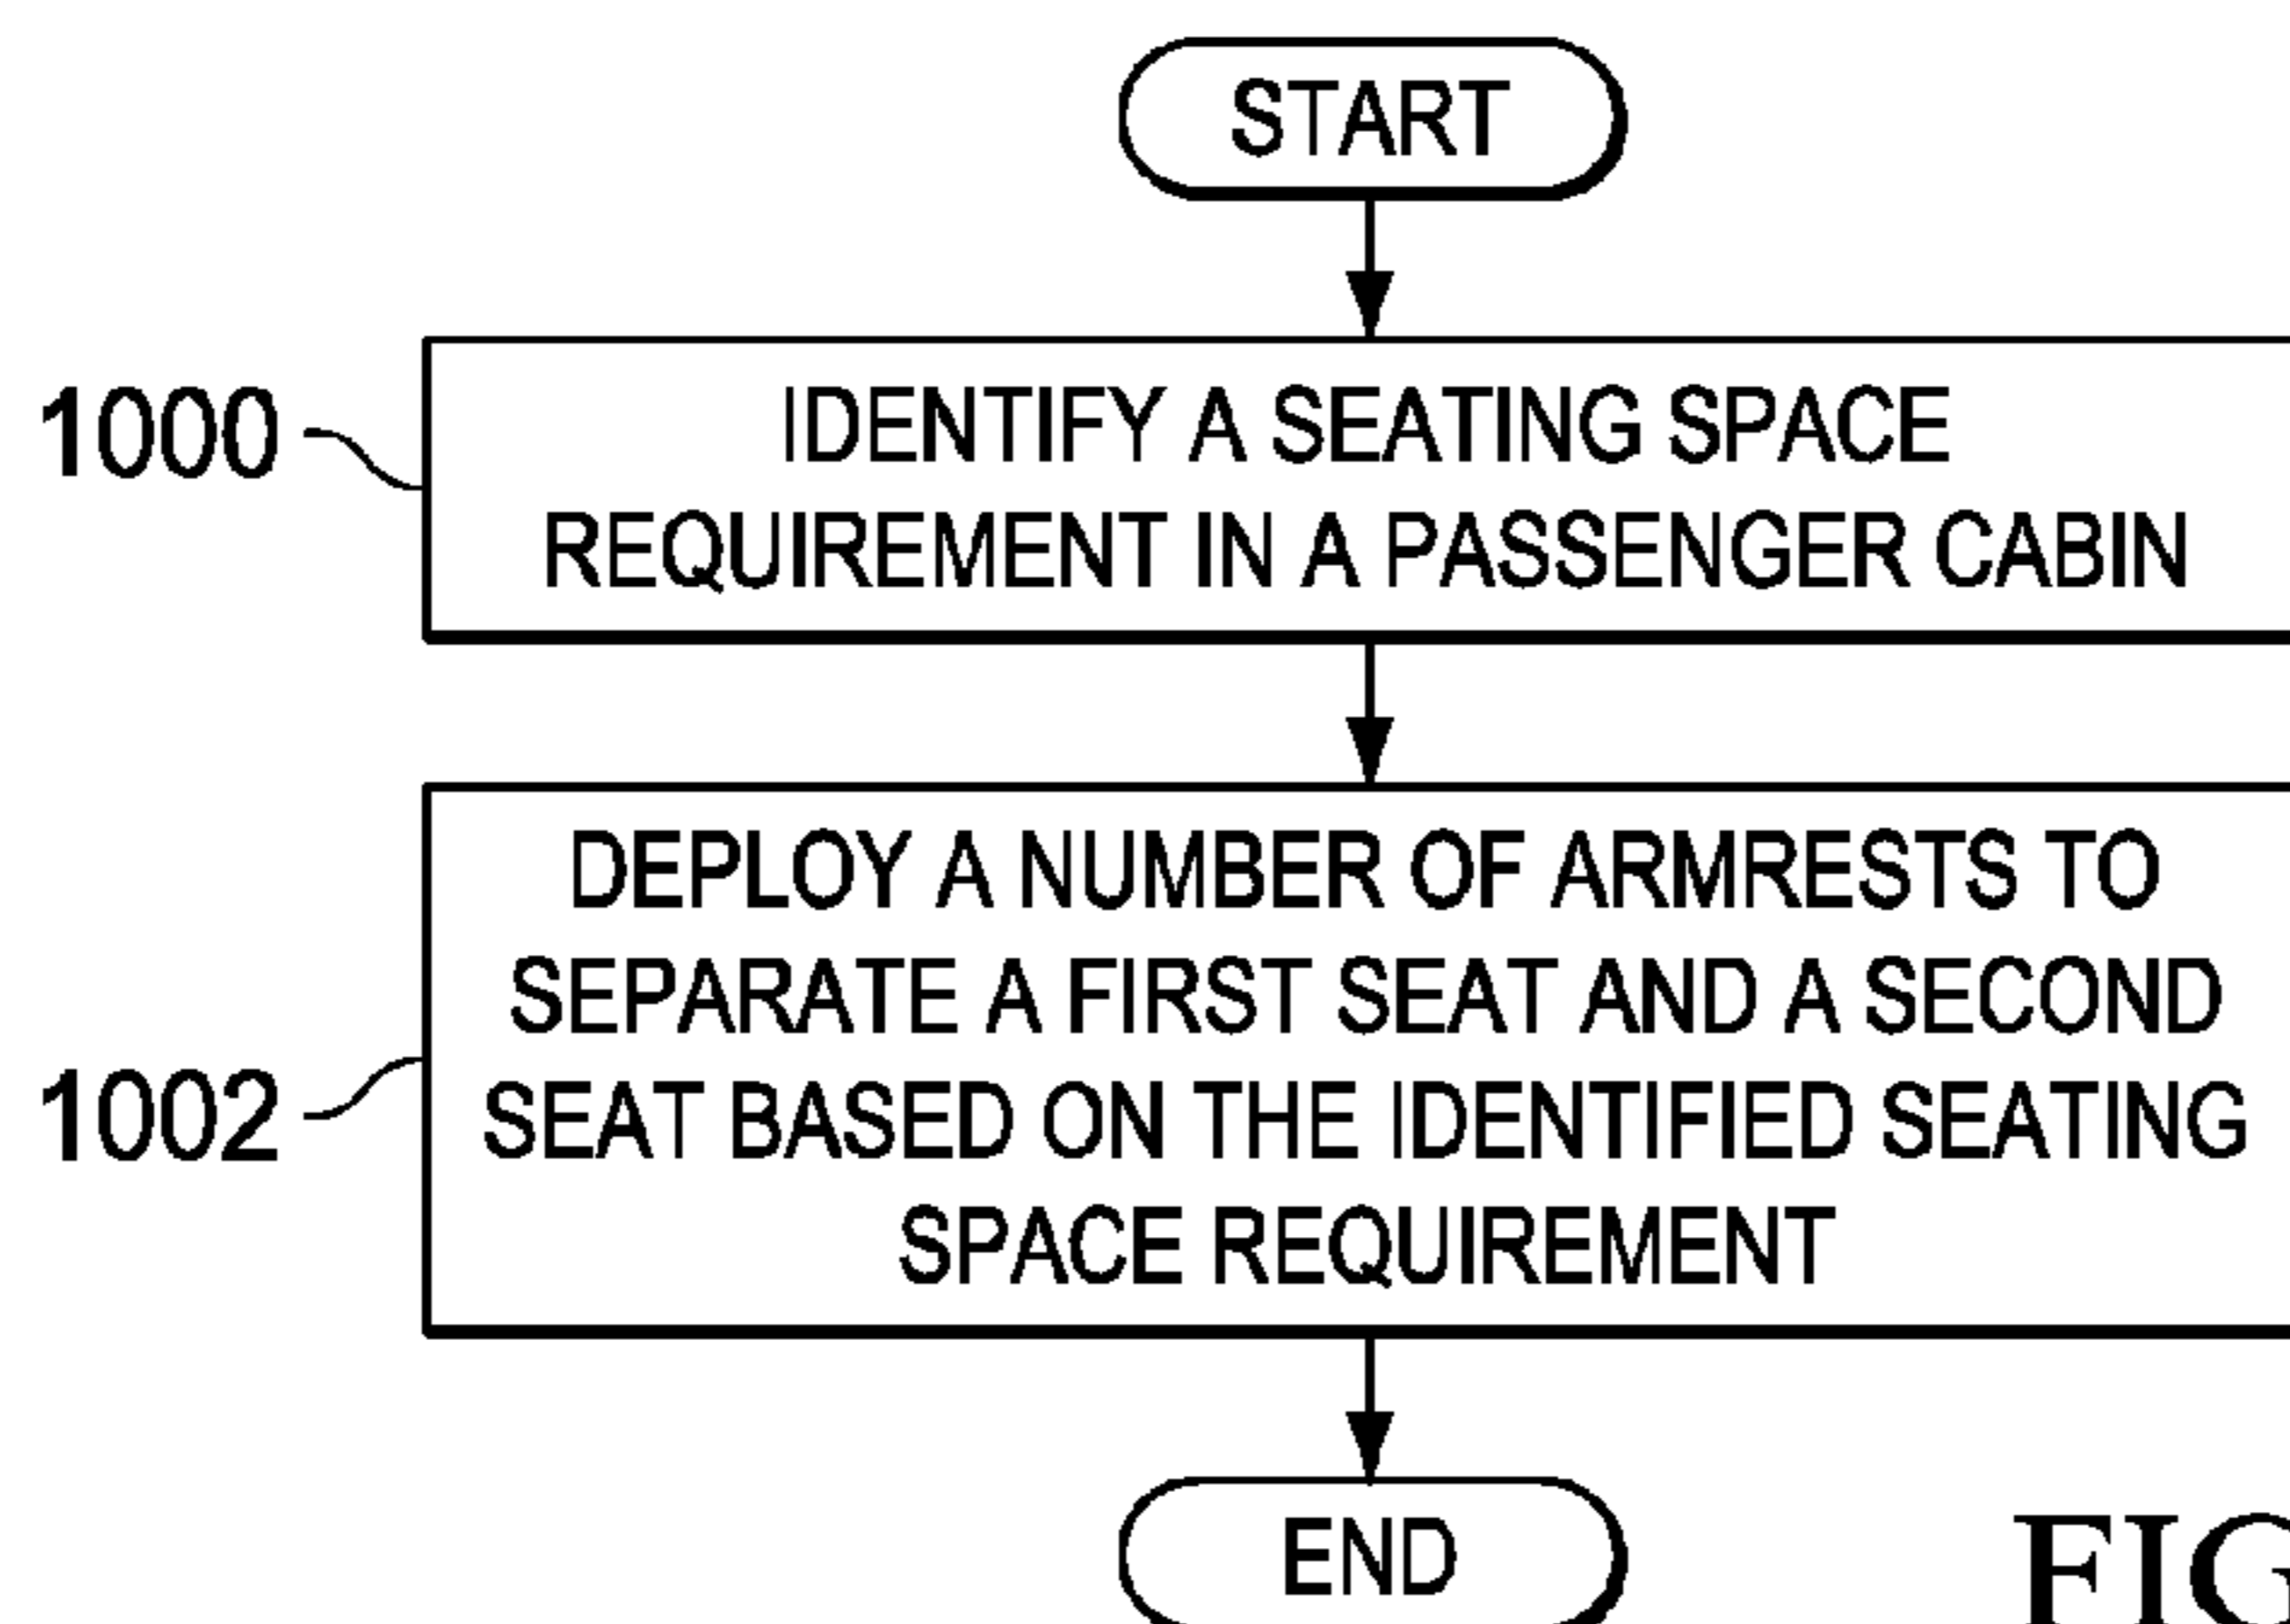 START
1000
IDENTIFY A SEATING SPACE
REQUIREMENT IN A PASSENGER CABIN
DEPLOY A NUMBER OF ARMRESTS TO
SEPARATE A FIRST SEAT AND A SECOND
1002
SEAT BASED ON THE IDENTIFIED SEATING
SPACE REQUIREMENT
END
FIG